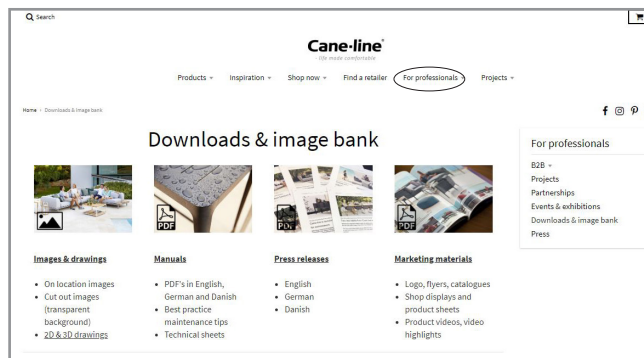 Search
Cane-line®
- life made comfortable
Products Inspiration Shop now Find a retailer For professionals Projects
Home › Downloads & image bank
Downloads & image bank
For professionals
B2B
Projects
Partnerships
Events & exhibitions
Downloads & image bank
Press
PDF
PDF
PDF
Images & drawings
• On location images
• Cut out images
(transparent
background)
• 2D & 3D drawings
Manuals
• PDF's in English,
German and Danish
• Best practice
maintenance tips
• Technical sheets
Press releases
• English
• German
• Danish
Marketing materials
• Logo, flyers, catalogues
• Shop displays and
product sheets
• Product videos, video
highlights